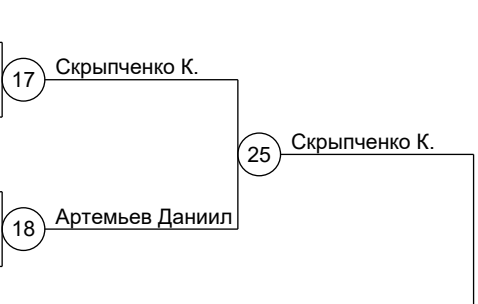 Скрыпченко К.
17
Скрыпченко К.
25
Артемьев Даниил
18